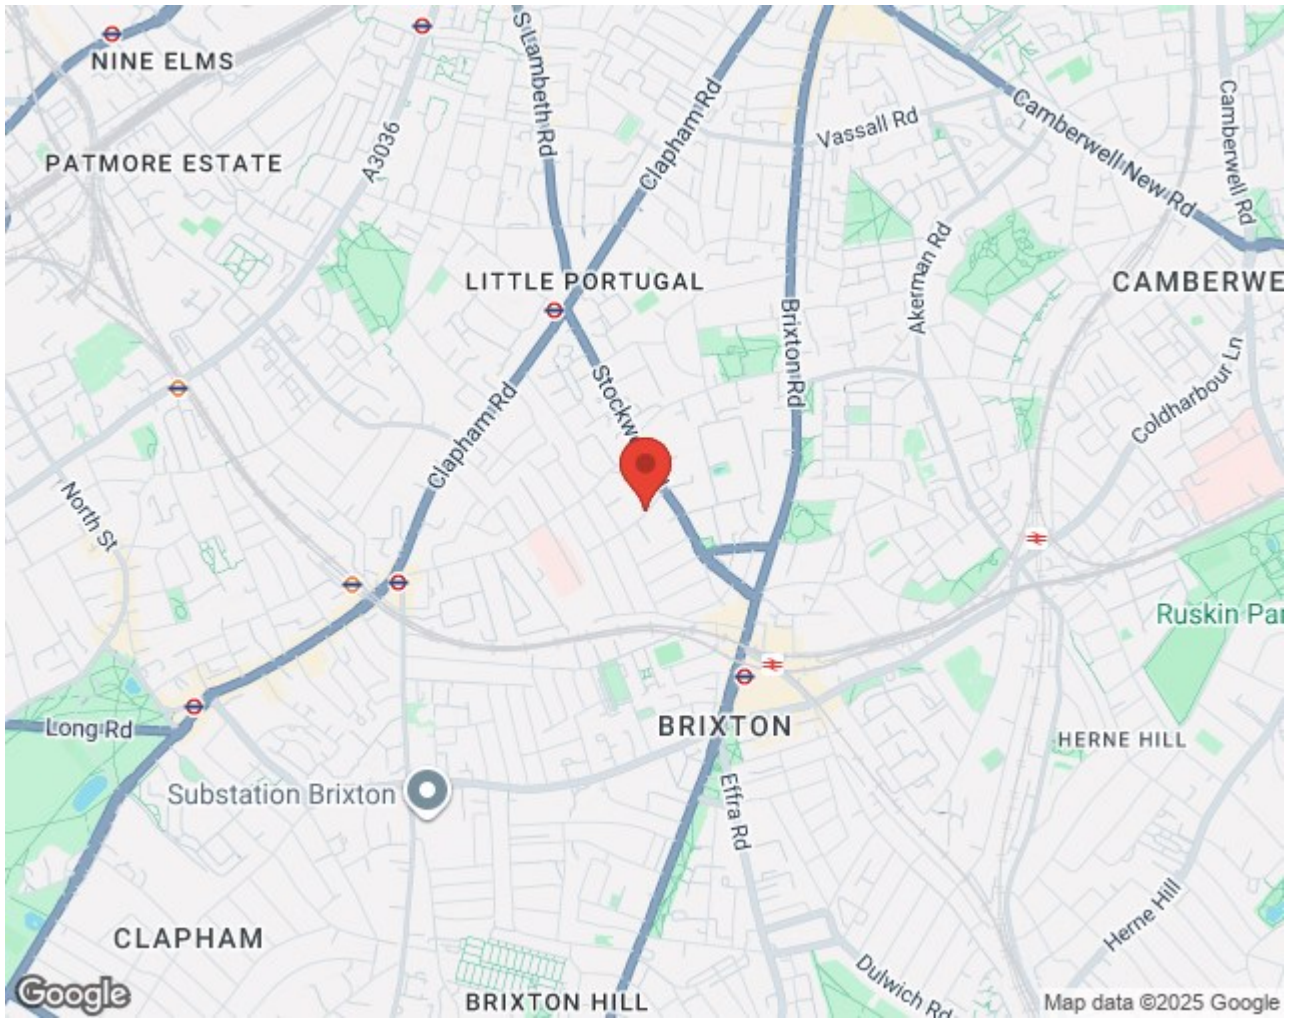 NINE ELMS
S Lambeth Rd
Clapham Rd
Camberwell New Rd
Camberwell Rd
Vassall Rd
A3036
PATMORE ESTATE
Akerman Rd
LITTLE PORTUGAL
CAMBERWE
Brixton Rd
Stockw
Coldharbour Ln
Clapham Rd
North St
Ruskin Par
Long Rd
BRIXTON
HERNE HILL
Substation Brixton
Effra Rd
Herne Hill
CLAPHAM
Dulwich Rd
BRIXTON HILL
Google
Map data ©2025 Google